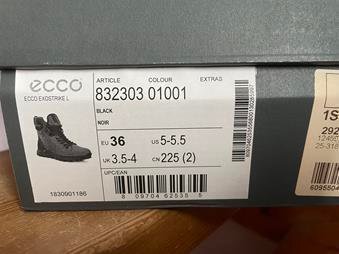 ecco
ECCO EXOSTRIKE L
ARTICLE COLOUR EXTRAS
832303 01001
BLACK
NOIR
EU 36 US 5-5.5
UK 3.5-4 CN 225 (2)
UPC/EAN
1830901186
8 09704 62535 5
1S
292
6095504